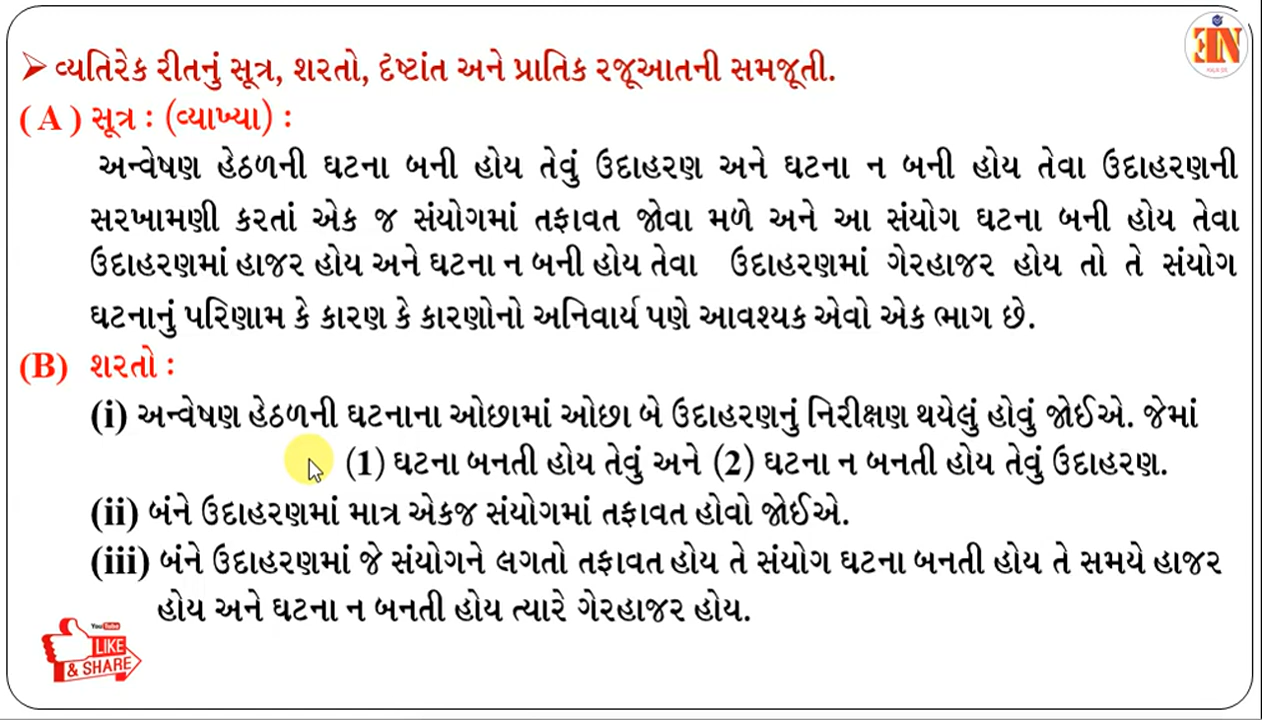 ➤ વ્યતિરેક રીતનું સૂત્ર, શરતો, દૃષ્ટાંત અને પ્રાતિક રજૂઆતની સમજૂતી.
( A ) સૂત્ર : (વ્યાખ્યા) :
અન્વેષણ હેઠળની ઘટના બની હોય તેવું ઉદાહરણ અને ઘટના ન બની હોય તેવા ઉદાહરણની
સરખામણી કરતાં એક જ સંયોગમાં તફાવત જોવા મળે અને આ સંયોગ ઘટના બની હોય તેવા
ઉદાહરણમાં હાજર હોય અને ઘટના ન બની હોય તેવા ઉદાહરણમાં ગેરહાજર હોય તો તે સંયોગ
ઘટનાનું પરિણામ કે કારણ કે કારણોનો અનિવાર્ય પણે આવશ્યક એવો એક ભાગ છે.
(B) શરતો :
(i) અન્વેષણ હેઠળની ઘટનાના ઓછામાં ઓછા બે ઉદાહરણનું નિરીક્ષણ થયેલું હોવું જોઈએ. જેમાં
(1) ઘટના બનતી હોય તેવું અને (2) ઘટના ન બનતી હોય તેવું ઉદાહરણ.
(ii) બંને ઉદાહરણમાં માત્ર એકજ સંયોગમાં તફાવત હોવો જોઈએ.
(iii) બંને ઉદાહરણમાં જે સંયોગને લગતો તફાવત હોય તે સંયોગ ઘટના બનતી હોય તે સમયે હાજર
હોય અને ઘટના ન બનતી હોય ત્યારે ગેરહાજર હોય.
YouTube
LIKE
& SHARE